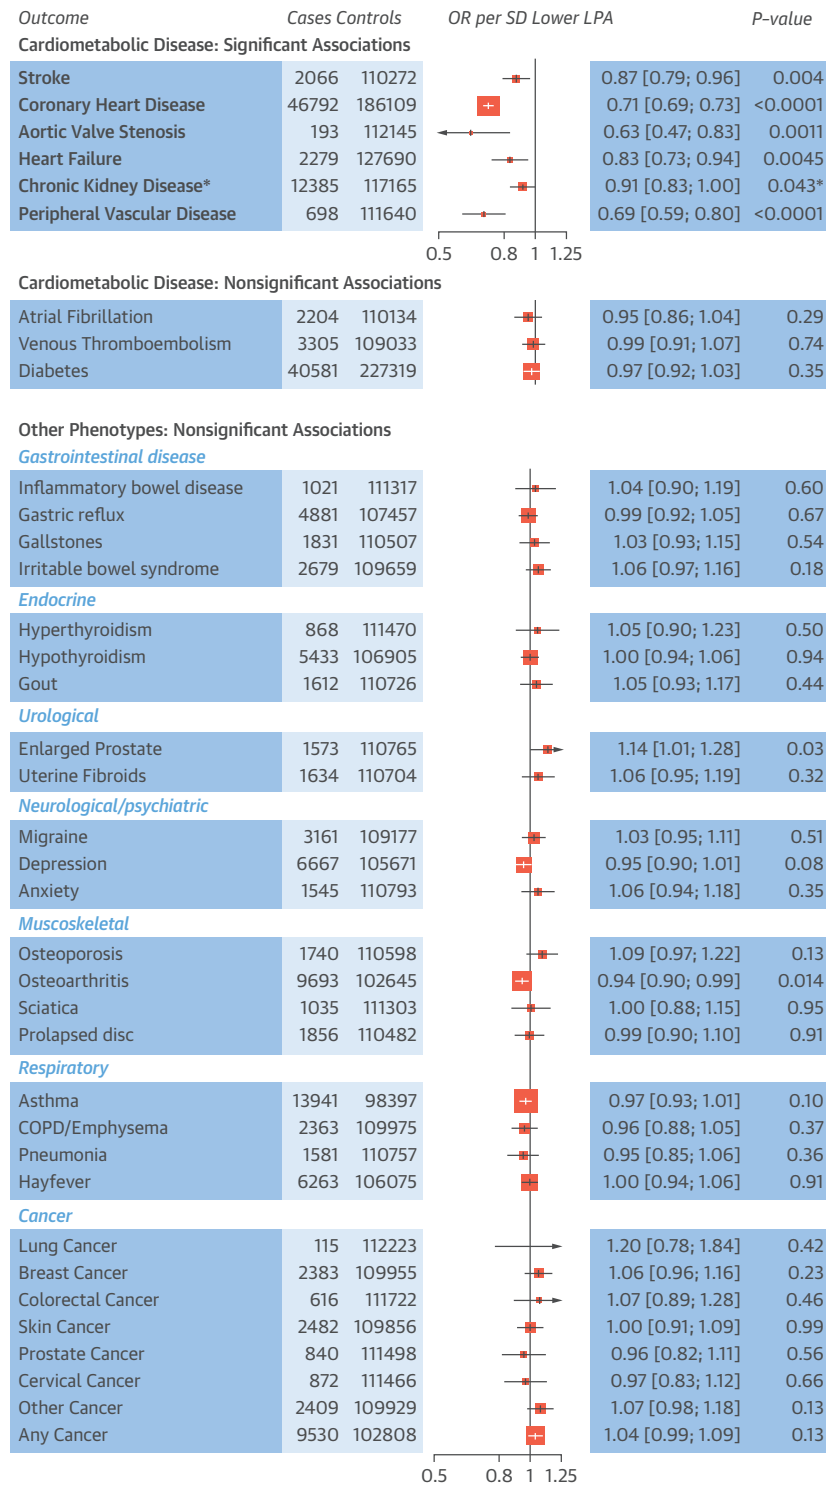 Outcome Cases Controls OR per SD Lower LPA P-value
Cardiometabolic Disease: Significant Associations
Stroke 2066 110272 0.87 [0.79; 0.96] 0.004
Coronary Heart Disease 46792 186109 0.71 [0.69; 0.73] <0.0001
Aortic Valve Stenosis 193 112145 0.63 [0.47; 0.83] 0.0011
Heart Failure 2279 127690 0.83 [0.73; 0.94] 0.0045
Chronic Kidney Disease* 12385 117165 0.91 [0.83; 1.00] 0.043*
Peripheral Vascular Disease 698 111640 0.69 [0.59; 0.80] <0.0001
0.5 0.8 1 1.25
Cardiometabolic Disease: Nonsignificant Associations
Atrial Fibrillation 2204 110134 0.95 [0.86; 1.04] 0.29
Venous Thromboembolism 3305 109033 0.99 [0.91; 1.07] 0.74
Diabetes 40581 227319 0.97 [0.92; 1.03] 0.35
Other Phenotypes: Nonsignificant Associations
Gastrointestinal disease
Inflammatory bowel disease 1021 111317 1.04 [0.90; 1.19] 0.60
Gastric reflux 4881 107457 0.99 [0.92; 1.05] 0.67
Gallstones 1831 110507 1.03 [0.93; 1.15] 0.54
Irritable bowel syndrome 2679 109659 1.06 [0.97; 1.16] 0.18
Endocrine
Hyperthyroidism 868 111470 1.05 [0.90; 1.23] 0.50
Hypothyroidism 5433 106905 1.00 [0.94; 1.06] 0.94
Gout 1612 110726 1.05 [0.93; 1.17] 0.44
Urological
Enlarged Prostate 1573 110765 1.14 [1.01; 1.28] 0.03
Uterine Fibroids 1634 110704 1.06 [0.95; 1.19] 0.32
Neurological/psychiatric
Migraine 3161 109177 1.03 [0.95; 1.11] 0.51
Depression 6667 105671 0.95 [0.90; 1.01] 0.08
Anxiety 1545 110793 1.06 [0.94; 1.18] 0.35
Muscoskeletal
Osteoporosis 1740 110598 1.09 [0.97; 1.22] 0.13
Osteoarthritis 9693 102645 0.94 [0.90; 0.99] 0.014
Sciatica 1035 111303 1.00 [0.88; 1.15] 0.95
Prolapsed disc 1856 110482 0.99 [0.90; 1.10] 0.91
Respiratory
Asthma 13941 98397 0.97 [0.93; 1.01] 0.10
COPD/Emphysema 2363 109975 0.96 [0.88; 1.05] 0.37
Pneumonia 1581 110757 0.95 [0.85; 1.06] 0.36
Hayfever 6263 106075 1.00 [0.94; 1.06] 0.91
Cancer
Lung Cancer 115 112223 1.20 [0.78; 1.84] 0.42
Breast Cancer 2383 109955 1.06 [0.96; 1.16] 0.23
Colorectal Cancer 616 111722 1.07 [0.89; 1.28] 0.46
Skin Cancer 2482 109856 1.00 [0.91; 1.09] 0.99
Prostate Cancer 840 111498 0.96 [0.82; 1.11] 0.56
Cervical Cancer 872 111466 0.97 [0.83; 1.12] 0.66
Other Cancer 2409 109929 1.07 [0.98; 1.18] 0.13
Any Cancer 9530 102808 1.04 [0.99; 1.09] 0.13
0.5 0.8 1 1.25